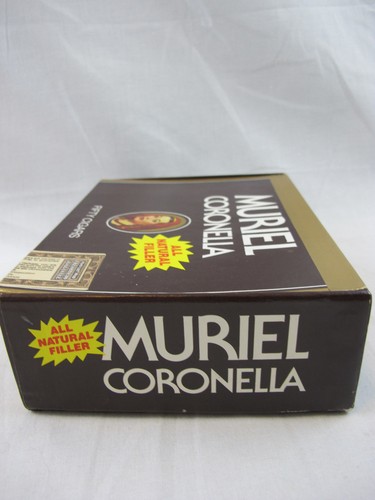 MURIEL
CORONELLA
ALL
NATURAL
FILLER
FIFTY CIGARS
ALL
NATURAL
FILLER
MURIEL
CORONELLA